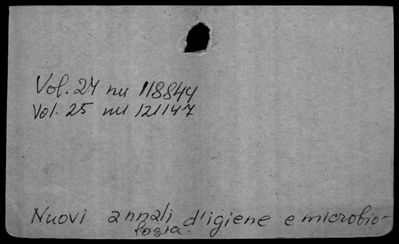 Vol. 24 nu 118844
Vol. 25 nu 121147
Nuovi annali d'igiene e microbio-
logia.